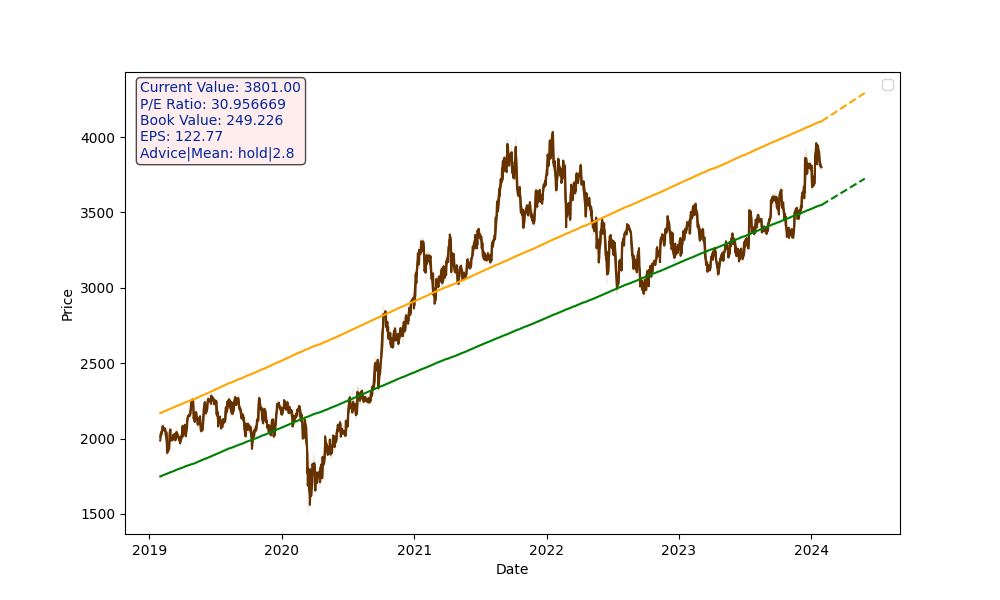 Current Value: 3801.00
P/E Ratio: 30.956669
Book Value: 249.226
EPS: 122.77
Advice|Mean: hold|2.8
4000
3500
3000
2500
2000
1500
Price
2019 2020 2021 2022 2023 2024
Date